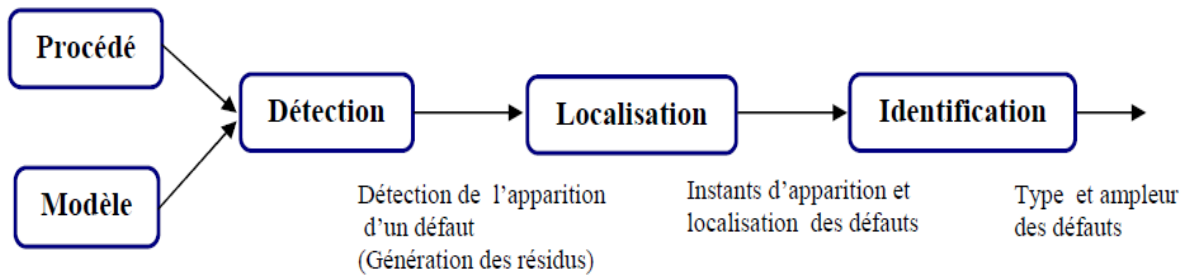 Procédé
Modèle
Détection
Localisation
Identification
Détection de l’apparition
d’un défaut
(Génération des résidus)
Instants d’apparition et
localisation des défauts
Type et ampleur
des défauts